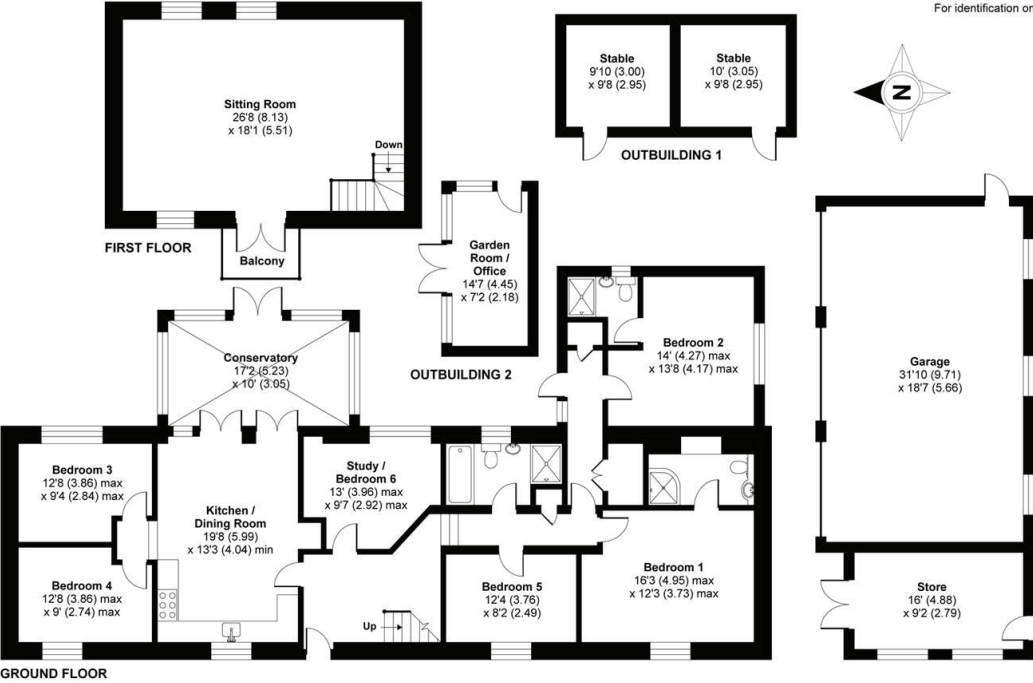 For identification on
Sitting Room
26'8 (8.13)
x 18'1 (5.51)
Down
FIRST FLOOR
Balcony
Stable
9'10 (3.00)
x 9'8 (2.95)
Stable
10' (3.05)
x 9'8 (2.95)
OUTBUILDING 1
N
Garden
Room /
Office
14'7 (4.45)
x 7'2 (2.18)
OUTBUILDING 2
Conservatory
17'2 (5.23)
x 10' (3.05)
Bedroom 2
14' (4.27) max
x 13'8 (4.17) max
Garage
31'10 (9.71)
x 18'7 (5.66)
Bedroom 3
12'8 (3.86) max
x 9'4 (2.84) max
Kitchen /
Dining Room
19'8 (5.99)
x 13'3 (4.04) min
Study /
Bedroom 6
13' (3.96) max
x 9'7 (2.92) max
Bedroom 4
12'8 (3.86) max
x 9' (2.74) max
Up
Bedroom 5
12'4 (3.76)
x 8'2 (2.49)
Bedroom 1
16'3 (4.95) max
x 12'3 (3.73) max
Store
16' (4.88)
x 9'2 (2.79)
GROUND FLOOR